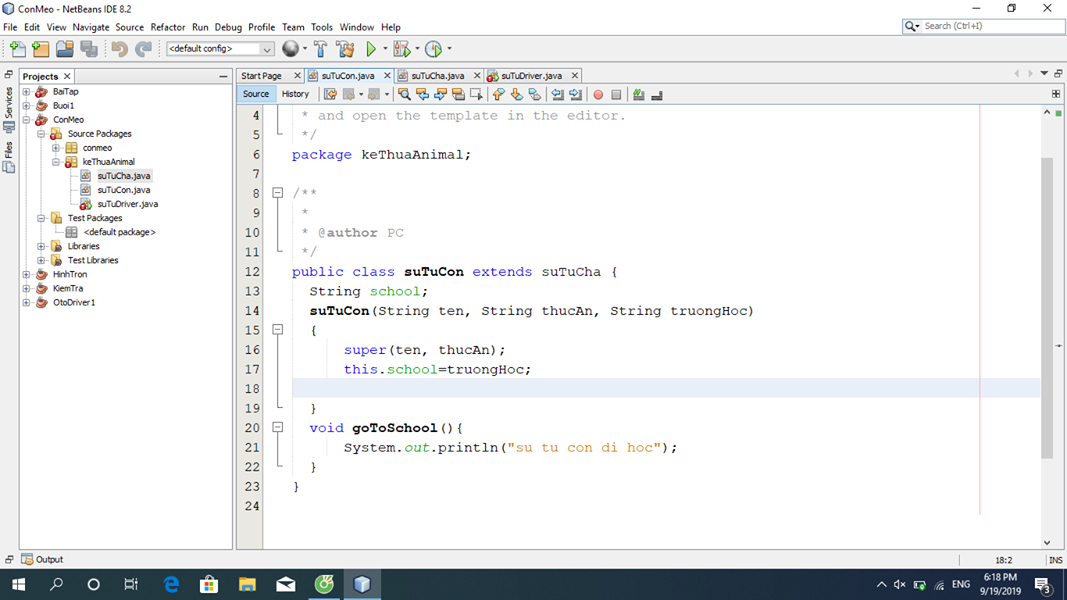 ConMeo - NetBeans IDE 8.2
File Edit View Navigate Source Refactor Run Debug Profile Team Tools Window Help
Search (Ctrl+I)
<default config>
Projects
Start Page suTuCon.java suTuCha.java suTuDriver.java
Source History
Services
Files
BaiTap
Buoi1
ConMeo
Source Packages
conmeo
keThuaAnimal
suTuCha.java
suTuCon.java
suTuDriver.java
Test Packages
<default package>
Libraries
Test Libraries
HinhTron
KiemTra
OtoDriver1
4 * and open the template in the editor.
5 */
6 package keThuaAnimal;
7
8 /**
9 *
10 * @author PC
11 */
12 public class suTuCon extends suTuCha {
13 String school;
14 suTuCon(String ten, String thucAn, String truongHoc)
15 {
16 super(ten, thucAn);
17 this.school=truongHoc;
18
19 }
20 void goToSchool(){
21 System.out.println("su tu con di hoc");
22 }
23 }
24
Output
18:2 INS
ENG
6:18 PM
9/19/2019
3